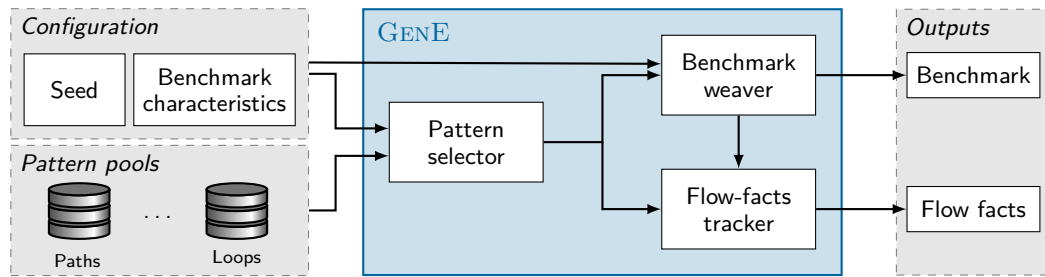 Configuration
Seed
Benchmark
characteristics
Pattern pools
. . .
Paths
Loops
GENE
Pattern
selector
Benchmark
weaver
Flow-facts
tracker
Outputs
Benchmark
Flow facts